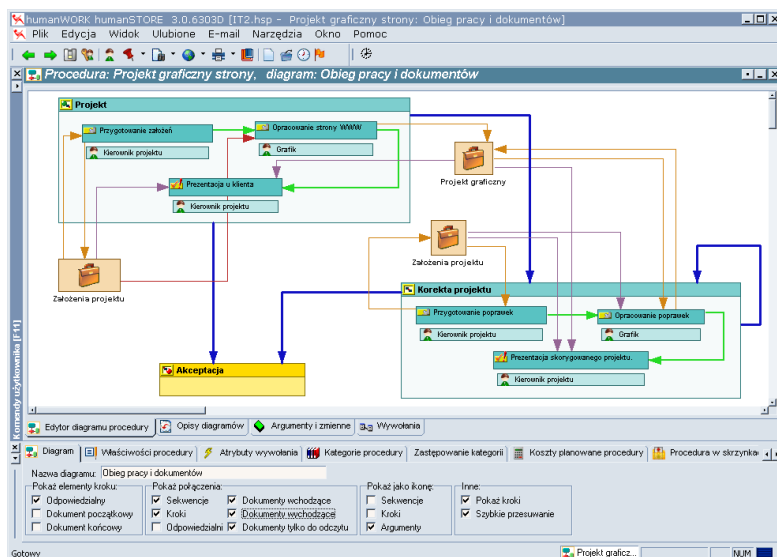 humanWORK humanSTORE 3.0.6303D [IT2.hsp - Projekt graficzny strony: Obieg pracy i dokumentów]
Plik Edycja Widok Ulubione E-mail Narzędzia Okno Pomoc
Procedura: Projekt graficzny strony, diagram: Obieg pracy i dokumentów
Komendy użytkownika [F11]
Projekt
Przygotowanie założeń
Kierownik projektu
Opracowanie strony WWW
Grafik
Prezentacja u klienta
Kierownik projektu
Projekt graficzny
Założenia projektu
Założenia projektu
Korekta projektu
Przygotowanie poprawek
Kierownik projektu
Opracowanie poprawek
Grafik
Prezentacja skorygowanego projektu.
Kierownik projektu
Akceptacja
Edytor diagramu procedury Opisy diagramów Argumenty i zmienne Wywołania
Diagram Właściwości procedury Atrybuty wywołania Kategorie procedury Zastępowanie kategorii Koszty planowane procedury Procedura w skrzynka
Nazwa diagramu: Obieg pracy i dokumentów
Pokaż elementy kroku: Pokaż połączenia: Pokaż jako ikonę: Inne:
Odpowiedzialny Sekwencje Dokumenty wchodzące Sekwencje Pokaż kroki
Dokument początkowy Kroki Dokumenty wychodzące Kroki Szybkie przesuwanie
Dokument końcowy Odpowiedzialni Dokumenty tylko do odczytu Argumenty
Gotowy Projekt graficz... NUM